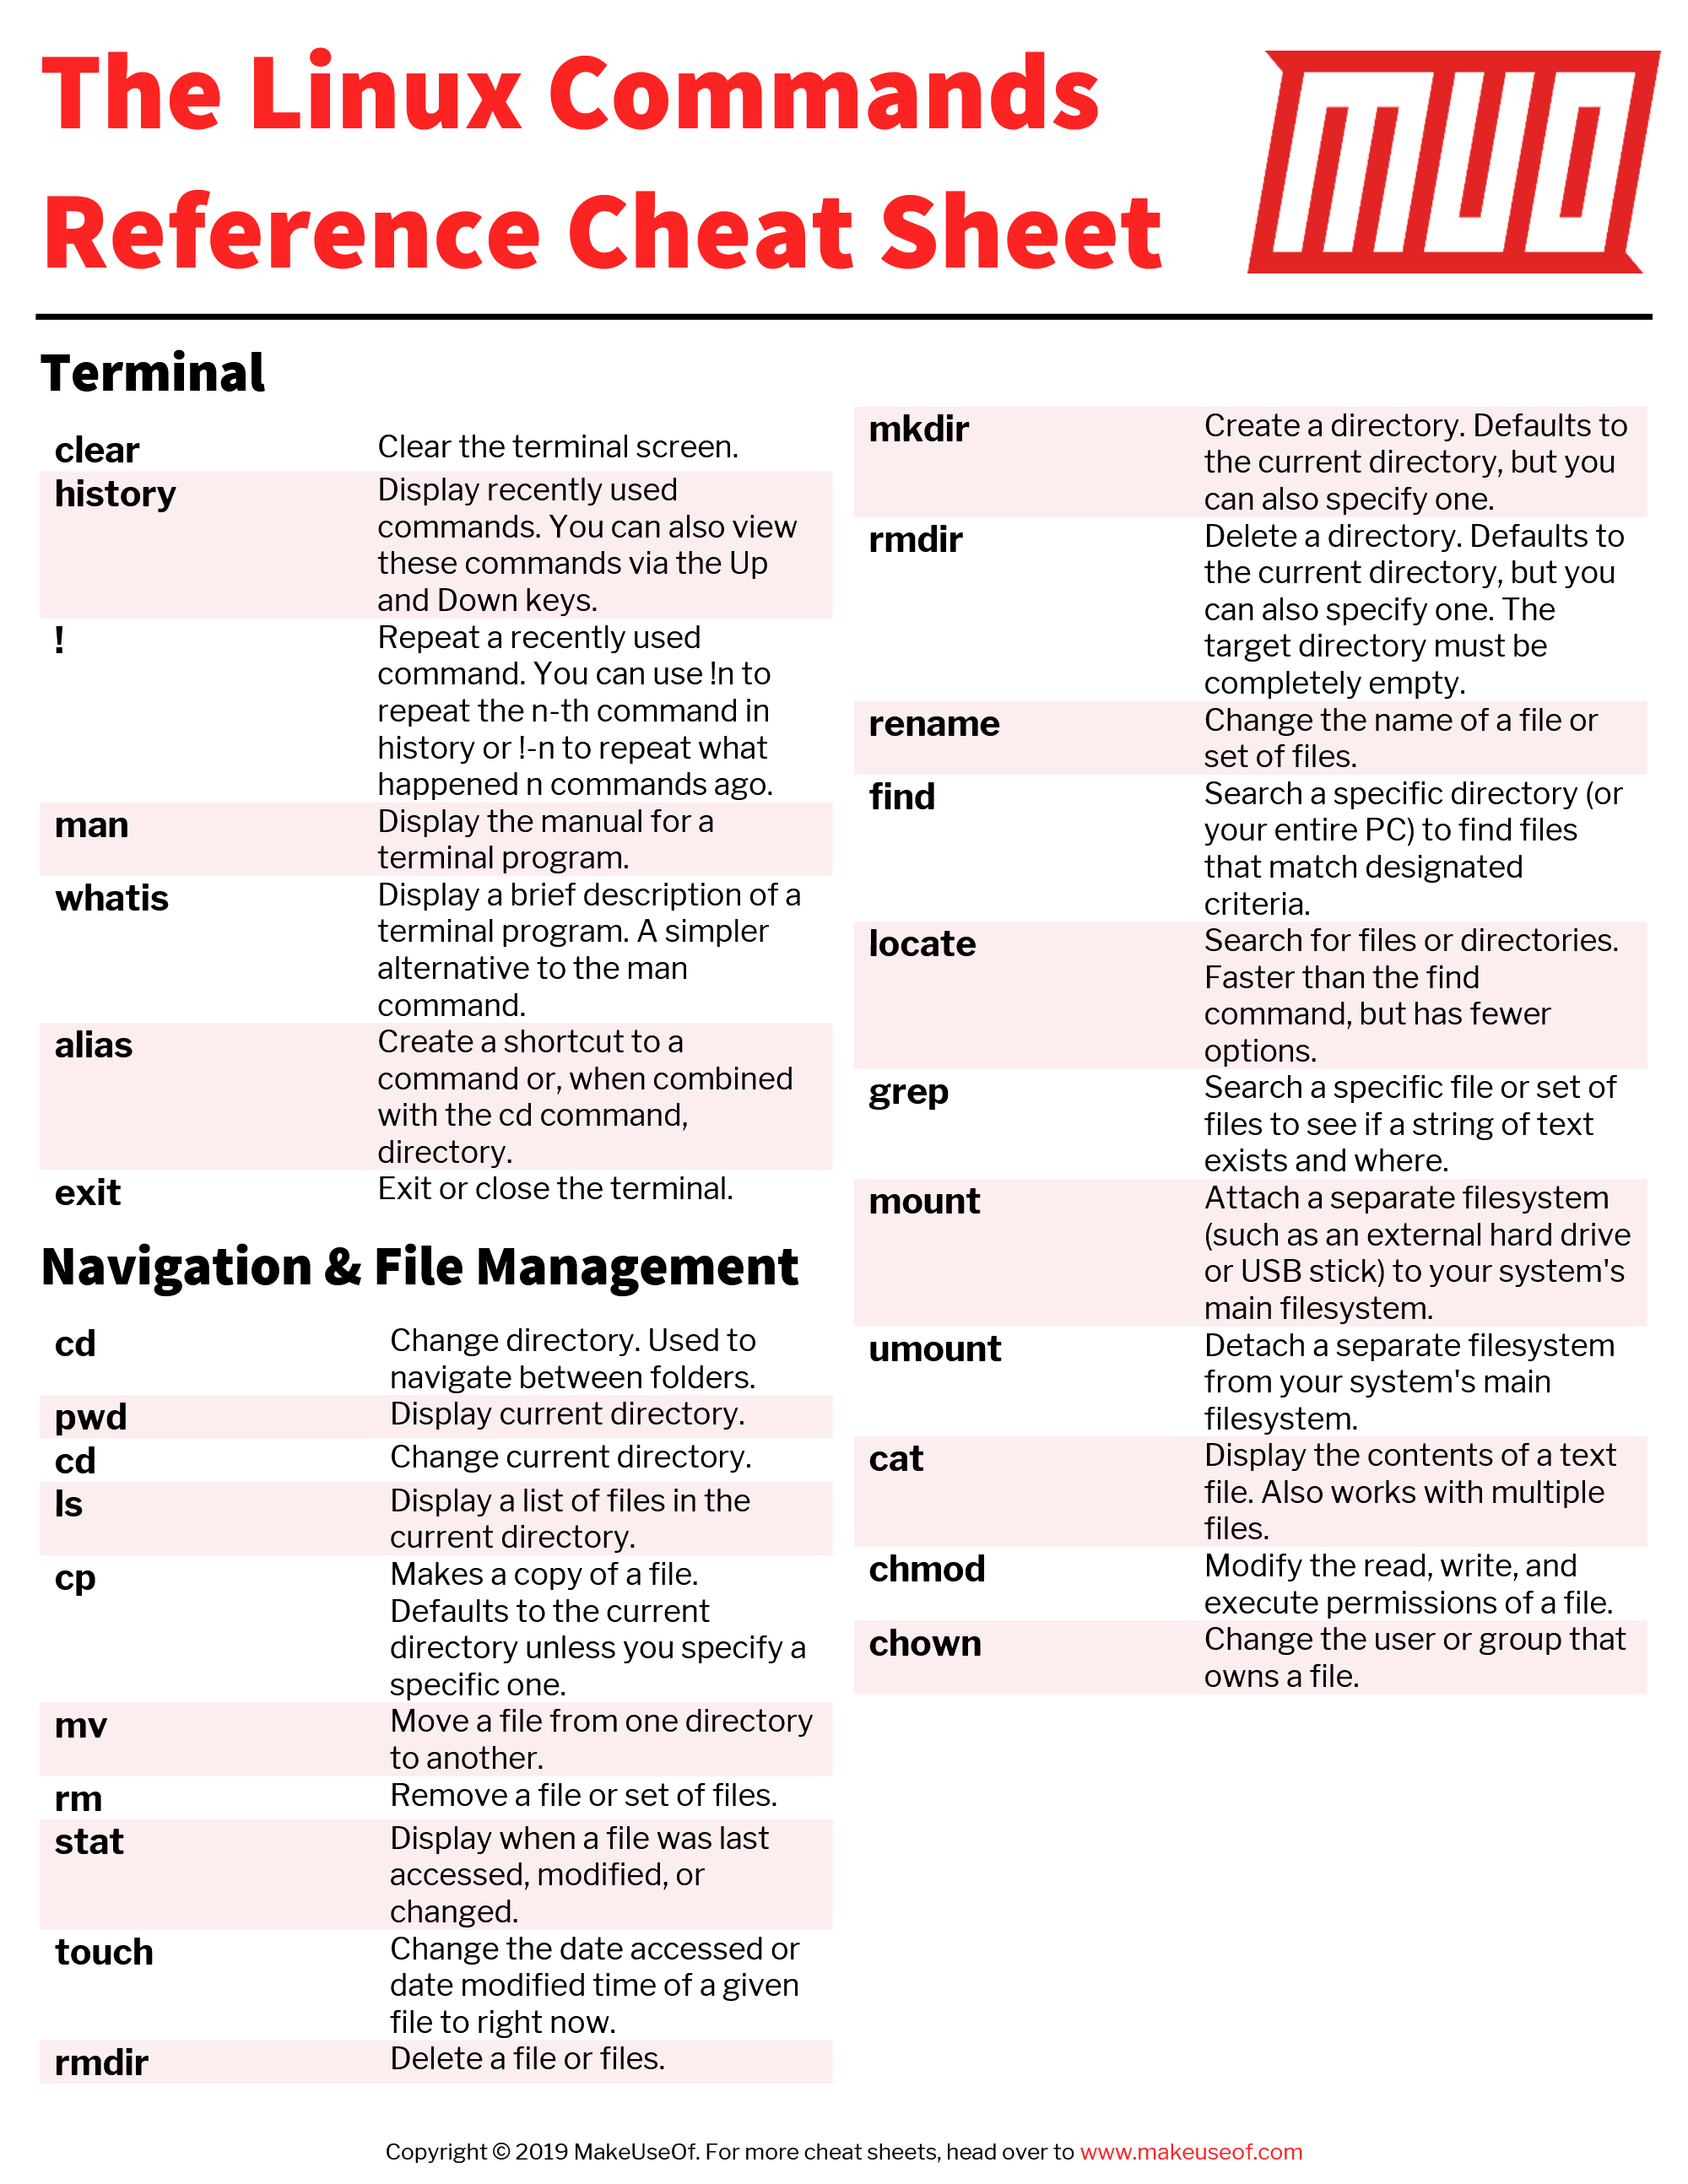 The Linux Commands
Reference Cheat Sheet
MUO
Terminal
clear
Clear the terminal screen.
history
Display recently used
commands. You can also view
these commands via the Up
and Down keys.
!
Repeat a recently used
command. You can use !n to
repeat the n-th command in
history or !-n to repeat what
happened n commands ago.
man
Display the manual for a
terminal program.
whatis
Display a brief description of a
terminal program. A simpler
alternative to the man
command.
alias
Create a shortcut to a
command or, when combined
with the cd command,
directory.
exit
Exit or close the terminal.
Navigation & File Management
cd
Change directory. Used to
navigate between folders.
pwd
Display current directory.
cd
Change current directory.
ls
Display a list of files in the
current directory.
cp
Makes a copy of a file.
Defaults to the current
directory unless you specify a
specific one.
mv
Move a file from one directory
to another.
rm
Remove a file or set of files.
stat
Display when a file was last
accessed, modified, or
changed.
touch
Change the date accessed or
date modified time of a given
file to right now.
rmdir
Delete a file or files.
mkdir
Create a directory. Defaults to
the current directory, but you
can also specify one.
rmdir
Delete a directory. Defaults to
the current directory, but you
can also specify one. The
target directory must be
completely empty.
rename
Change the name of a file or
set of files.
find
Search a specific directory (or
your entire PC) to find files
that match designated
criteria.
locate
Search for files or directories.
Faster than the find
command, but has fewer
options.
grep
Search a specific file or set of
files to see if a string of text
exists and where.
mount
Attach a separate filesystem
(such as an external hard drive
or USB stick) to your system's
main filesystem.
umount
Detach a separate filesystem
from your system's main
filesystem.
cat
Display the contents of a text
file. Also works with multiple
files.
chmod
Modify the read, write, and
execute permissions of a file.
chown
Change the user or group that
owns a file.
Copyright © 2019 MakeUseOf. For more cheat sheets, head over to www.makeuseof.com